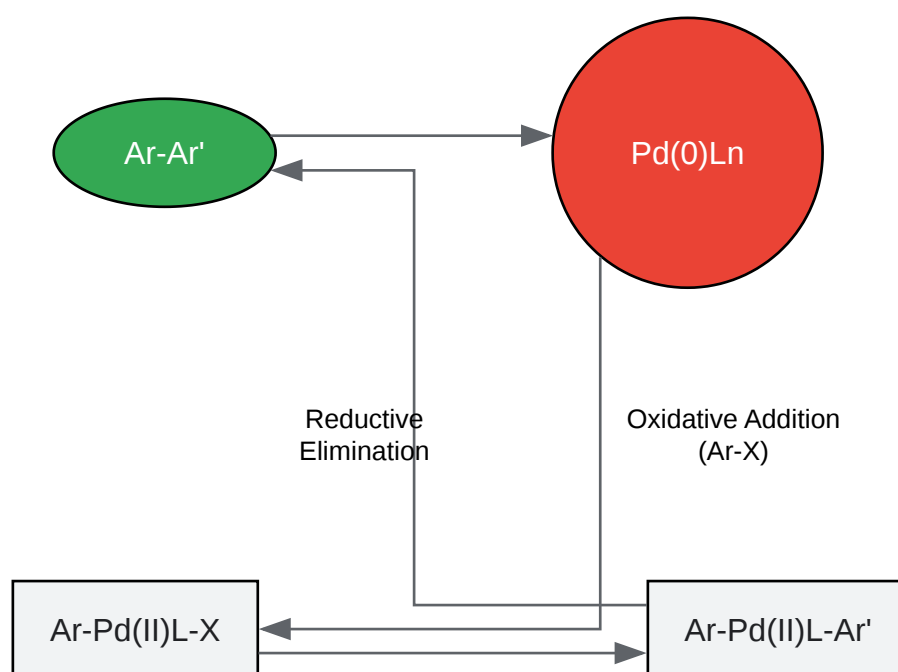 Ar-Ar'
Pd(0)Ln
Reductive
Elimination
Oxidative Addition
(Ar-X)
Ar-Pd(II)L-X
Ar-Pd(II)L-Ar'